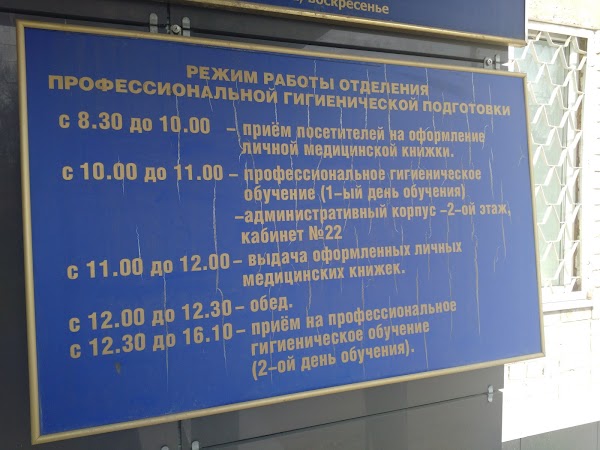 воскресенье
РЕЖИМ РАБОТЫ ОТДЕЛЕНИЯ
ПРОФЕССИОНАЛЬНОЙ ГИГИЕНИЧЕСКОЙ ПОДГОТОВКИ
с 8.30 до 10.00 – приём посетителей на оформление
личной медицинской книжки.
с 10.00 до 11.00 – профессиональное гигиеническое
обучение (1-ый день обучения)
–административный корпус –2-ой этаж,
кабинет №22
с 11.00 до 12.00 – выдача оформленных личных
медицинских книжек.
с 12.00 до 12.30 – обед.
с 12.30 до 16.10 – приём на профессиональное
гигиеническое обучение
(2-ой день обучения).